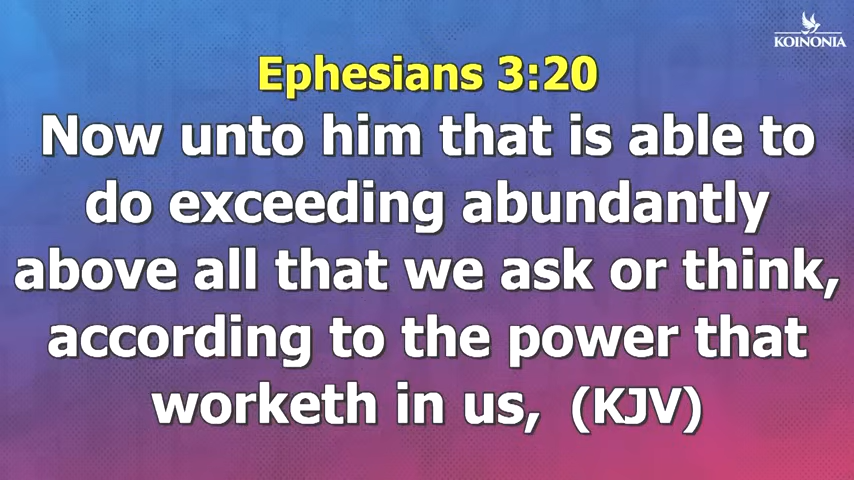 KOINONIA
Ephesians 3:20
Now unto him that is able to
do exceeding abundantly
above all that we ask or think,
according to the power that
worketh in us, (KJV)